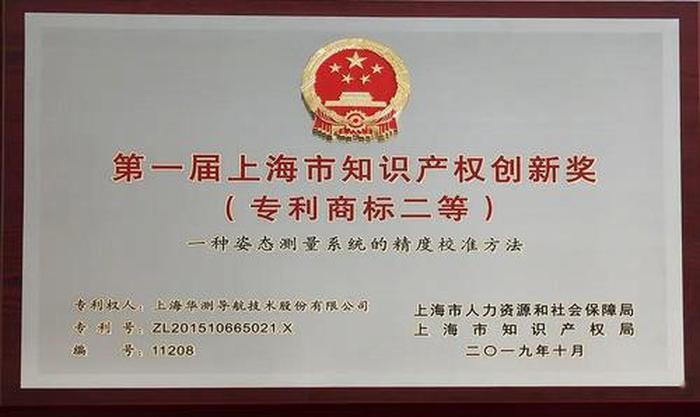 第一届上海市知识产权创新奖
（专利商标二等）
一种姿态测量系统的精度校准方法
专利权人：上海华测导航技术股份有限公司
专利号：ZL201510665021.X
编号：11208
上海市人力资源和社会保障局
上海市知识产权局
二〇一九年十月